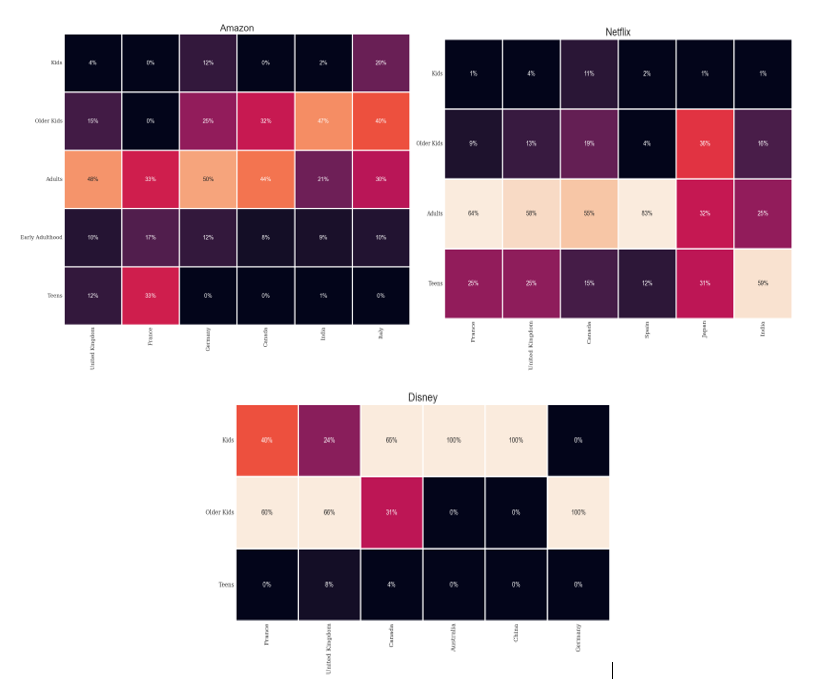 Amazon
Kids 4% 0% 12% 0% 2% 20%
Older Kids 15% 0% 25% 32% 47% 40%
Adults 48% 33% 50% 44% 21% 30%
Early Adulthood 10% 17% 12% 8% 9% 10%
Teens 12% 33% 0% 0% 1% 0%
United Kingdom France Germany Canada India Italy
Netflix
Kids 1% 4% 11% 2% 1% 1%
Older Kids 9% 13% 19% 4% 36% 16%
Adults 64% 58% 55% 83% 32% 25%
Teens 25% 25% 15% 12% 31% 59%
France United Kingdom Canada Spain Japan India
Disney
Kids 40% 24% 65% 100% 100% 0%
Older Kids 60% 66% 31% 0% 0% 100%
Teens 0% 8% 4% 0% 0% 0%
France United Kingdom Canada Australia China Germany